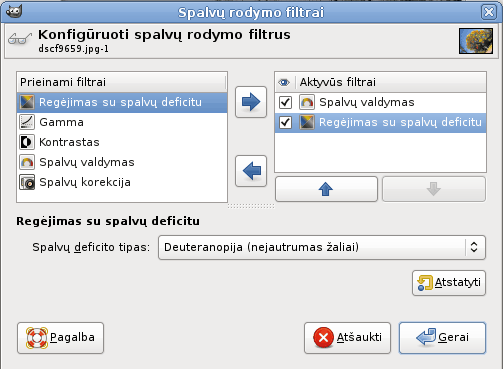 Spalvų rodymo filtrai
Konfigūruoti spalvų rodymo filtrus
dscf9659.jpg-1
Prieinami filtrai
Regėjimas su spalvų deficitu
Gamma
Kontrastas
Spalvų valdymas
Spalvų korekcija
Aktyvūs filtrai
Spalvų valdymas
Regėjimas su spalvų deficitu
Regėjimas su spalvų deficitu
Spalvų deficito tipas: Deuteranopija (nejautrumas žaliai)
Atstatyti
Pagalba Atšaukti Gerai